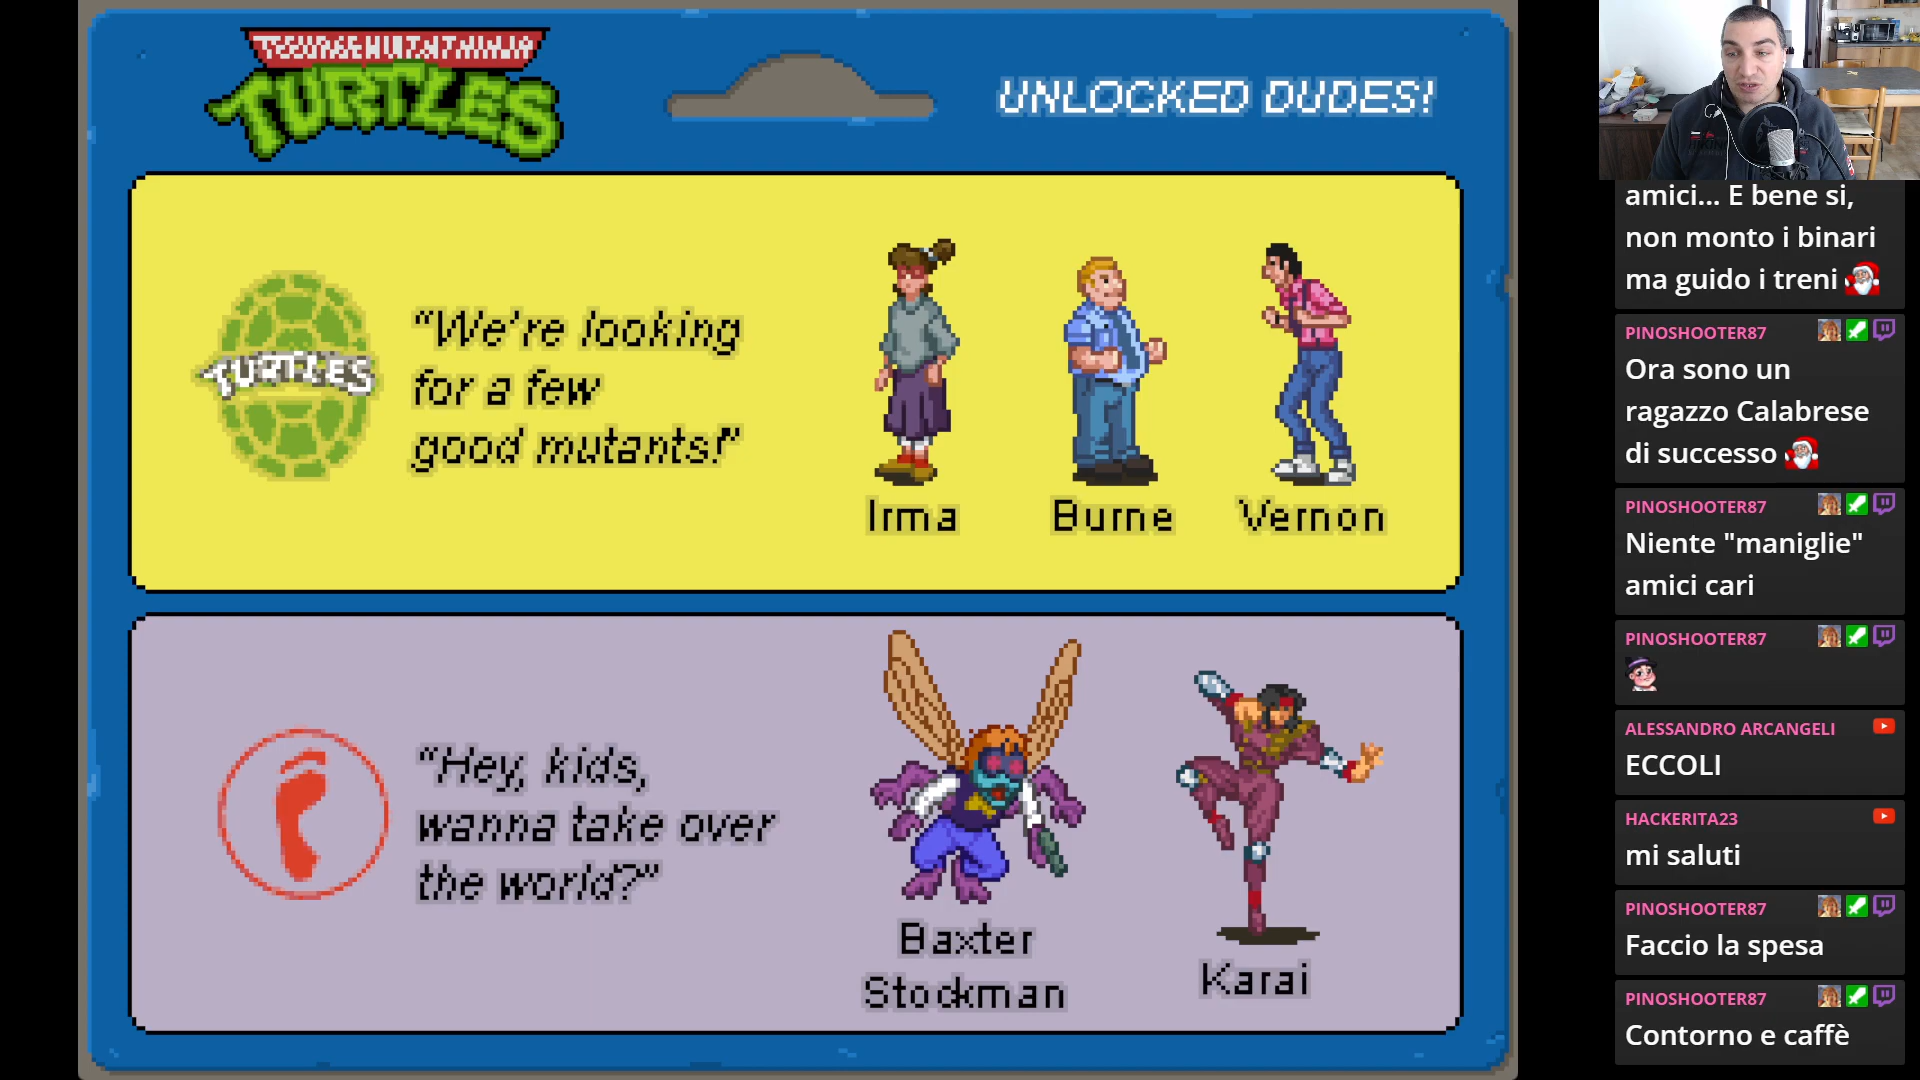 TEENAGE MUTANT NINJA
TURTLES
UNLOCKED DUDES!
TURTLES
"We're looking
for a few
good mutants!"
Irma
Burne
Vernon
"Hey, kids,
wanna take over
the world?"
Baxter
Stockman
Karai
amici... E bene si,
non monto i binari
ma guido i treni
PINOSHOOTER87
Ora sono un
ragazzo Calabrese
di successo
PINOSHOOTER87
Niente "maniglie"
amici cari
PINOSHOOTER87
ALESSANDRO ARCANGELI
ECCOLI
HACKERITA23
mi saluti
PINOSHOOTER87
Faccio la spesa
PINOSHOOTER87
Contorno e caffè